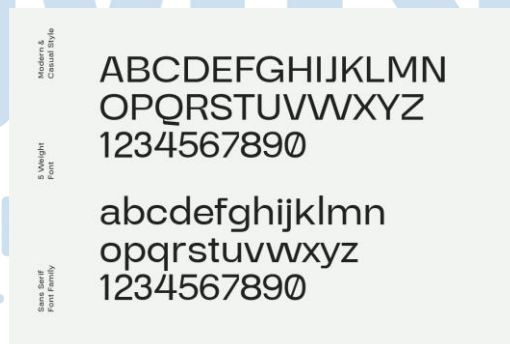 Modern &
Casual Style
5 Weight
Font
Sans Serif
Font Family
ABCDEFGHIJKLMN
OPQRSTUVWXYZ
1234567890
abcdefghijklmn
opqrstuvwxyz
1234567890